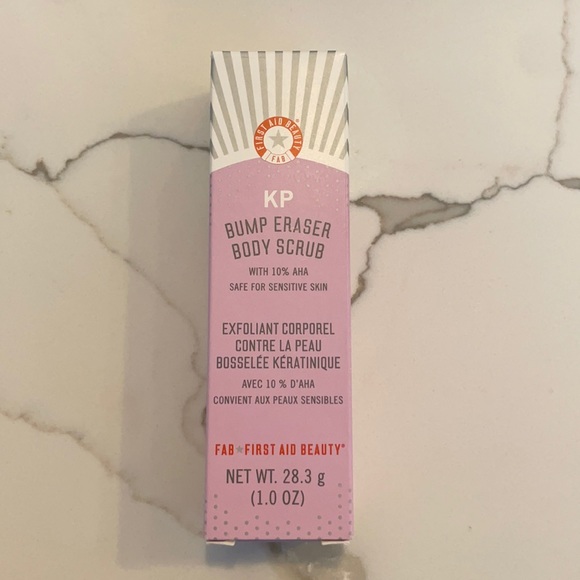 FIRST AID BEAUTY
FAB
KP
BUMP ERASER
BODY SCRUB
WITH 10% AHA
SAFE FOR SENSITIVE SKIN
EXFOLIANT CORPOREL
CONTRE LA PEAU
BOSSELÉE KÉRATINIQUE
AVEC 10 % D'AHA
CONVIENT AUX PEAUX SENSIBLES
FAB FIRST AID BEAUTY®
NET WT. 28.3 g
(1.0 OZ)